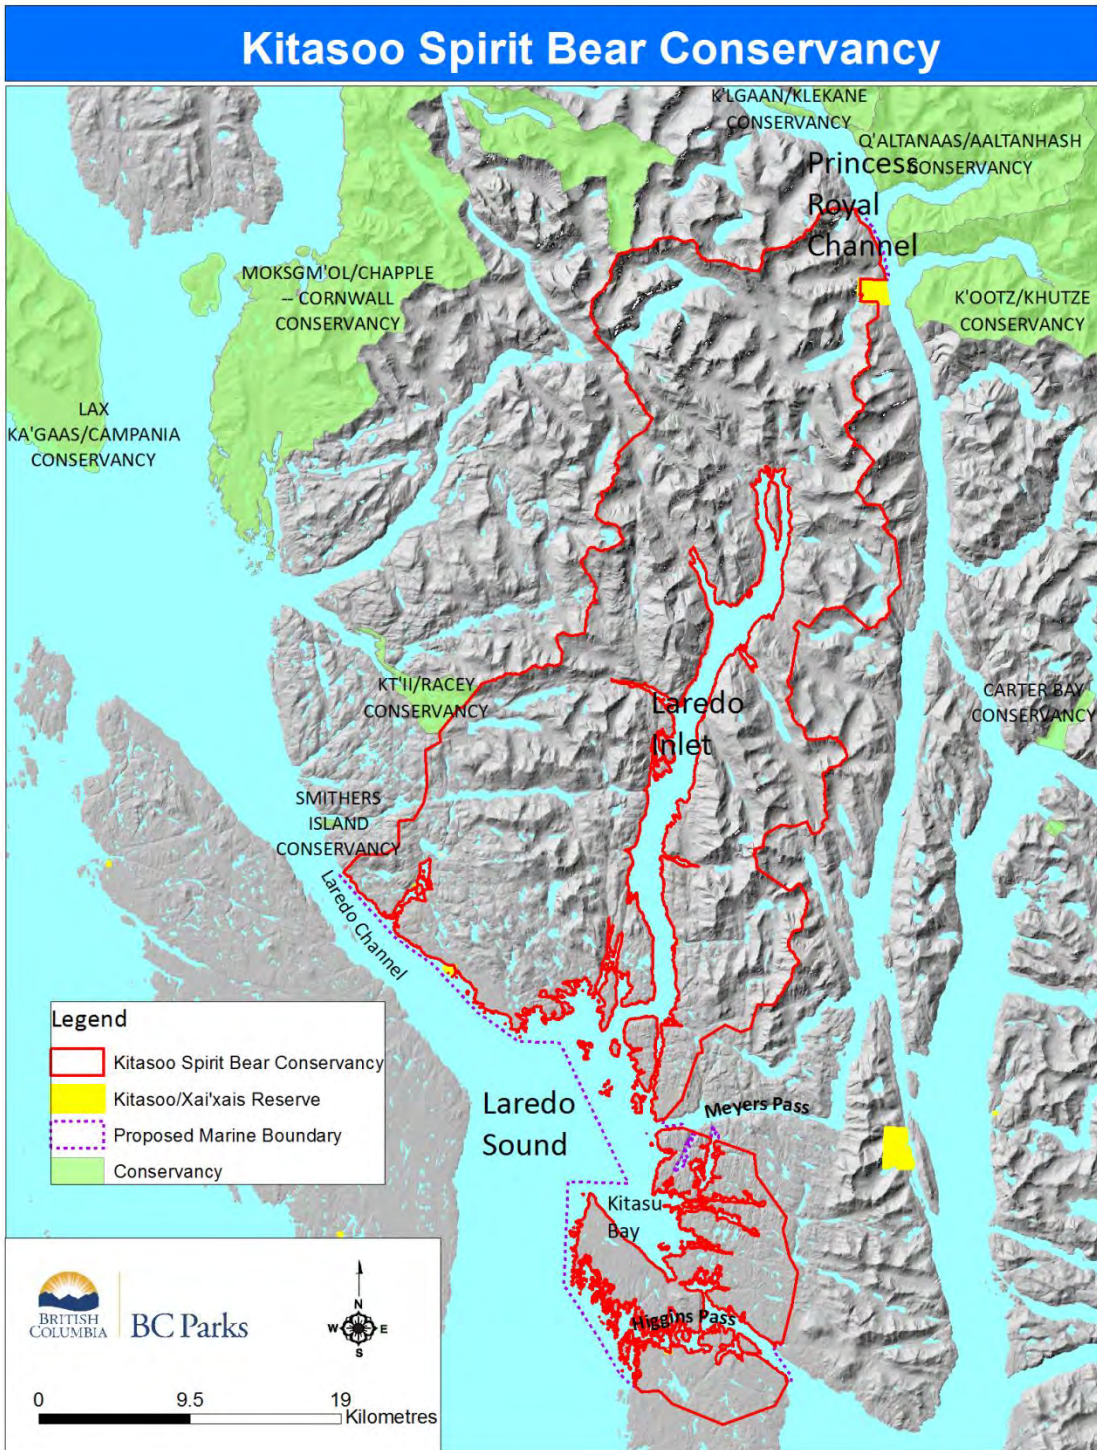 Kitasoo Spirit Bear Conservancy
K'LGAAN/KLEKANE
CONSERVANCY
Q'ALTANAAS/AALTANHASH
CONSERVANCY
Princess
Royal
Channel
MOKSGM'OL/CHAPPLE
-- CORNWALL
CONSERVANCY
K'OOTZ/KHUTZE
CONSERVANCY
LAX
KA'GAAS/CAMPANIA
CONSERVANCY
KT'II/RACEY
CONSERVANCY
Laredo
Inlet
CARTER BAY
CONSERVANCY
SMITHERS
ISLAND
CONSERVANCY
Laredo Channel
Legend
Kitasoo Spirit Bear Conservancy
Kitasoo/Xai'xais Reserve
Proposed Marine Boundary
Conservancy
Laredo
Sound
Meyers Pass
Kitasu
Bay
Higgins Pass
BRITISH
COLUMBIA
BC Parks
N
W E
S
0 9.5 19
Kilometres